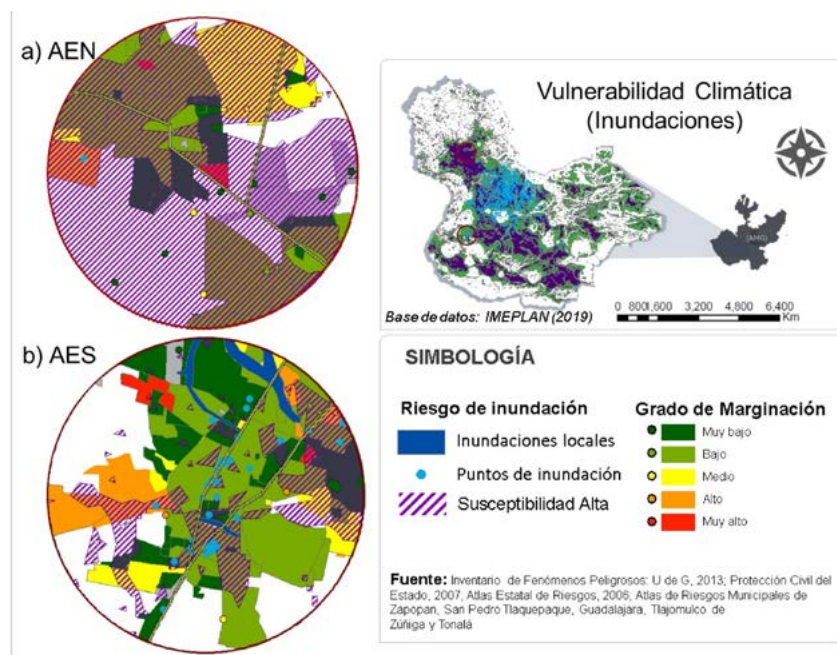 a) AEN
Vulnerabilidad Climática
(Inundaciones)
(AMG)
Base de datos: IMEPLAN (2019)
0 800 1,600 3,200 4,800 6,400
Km
b) AES
SIMBOLOGÍA
Riesgo de inundación
Inundaciones locales
Puntos de inundación
Susceptibilidad Alta
Grado de Marginación
Muy bajo
Bajo
Medio
Alto
Muy alto
Fuente: Inventario de Fenómenos Peligrosos: U de G, 2013; Protección Civil del
Estado, 2007; Atlas Estatal de Riesgos, 2006; Atlas de Riesgos Municipales de
Zapopan, San Pedro Tlaquepaque, Guadalajara, Tlajomulco de
Zúñiga y Tonalá